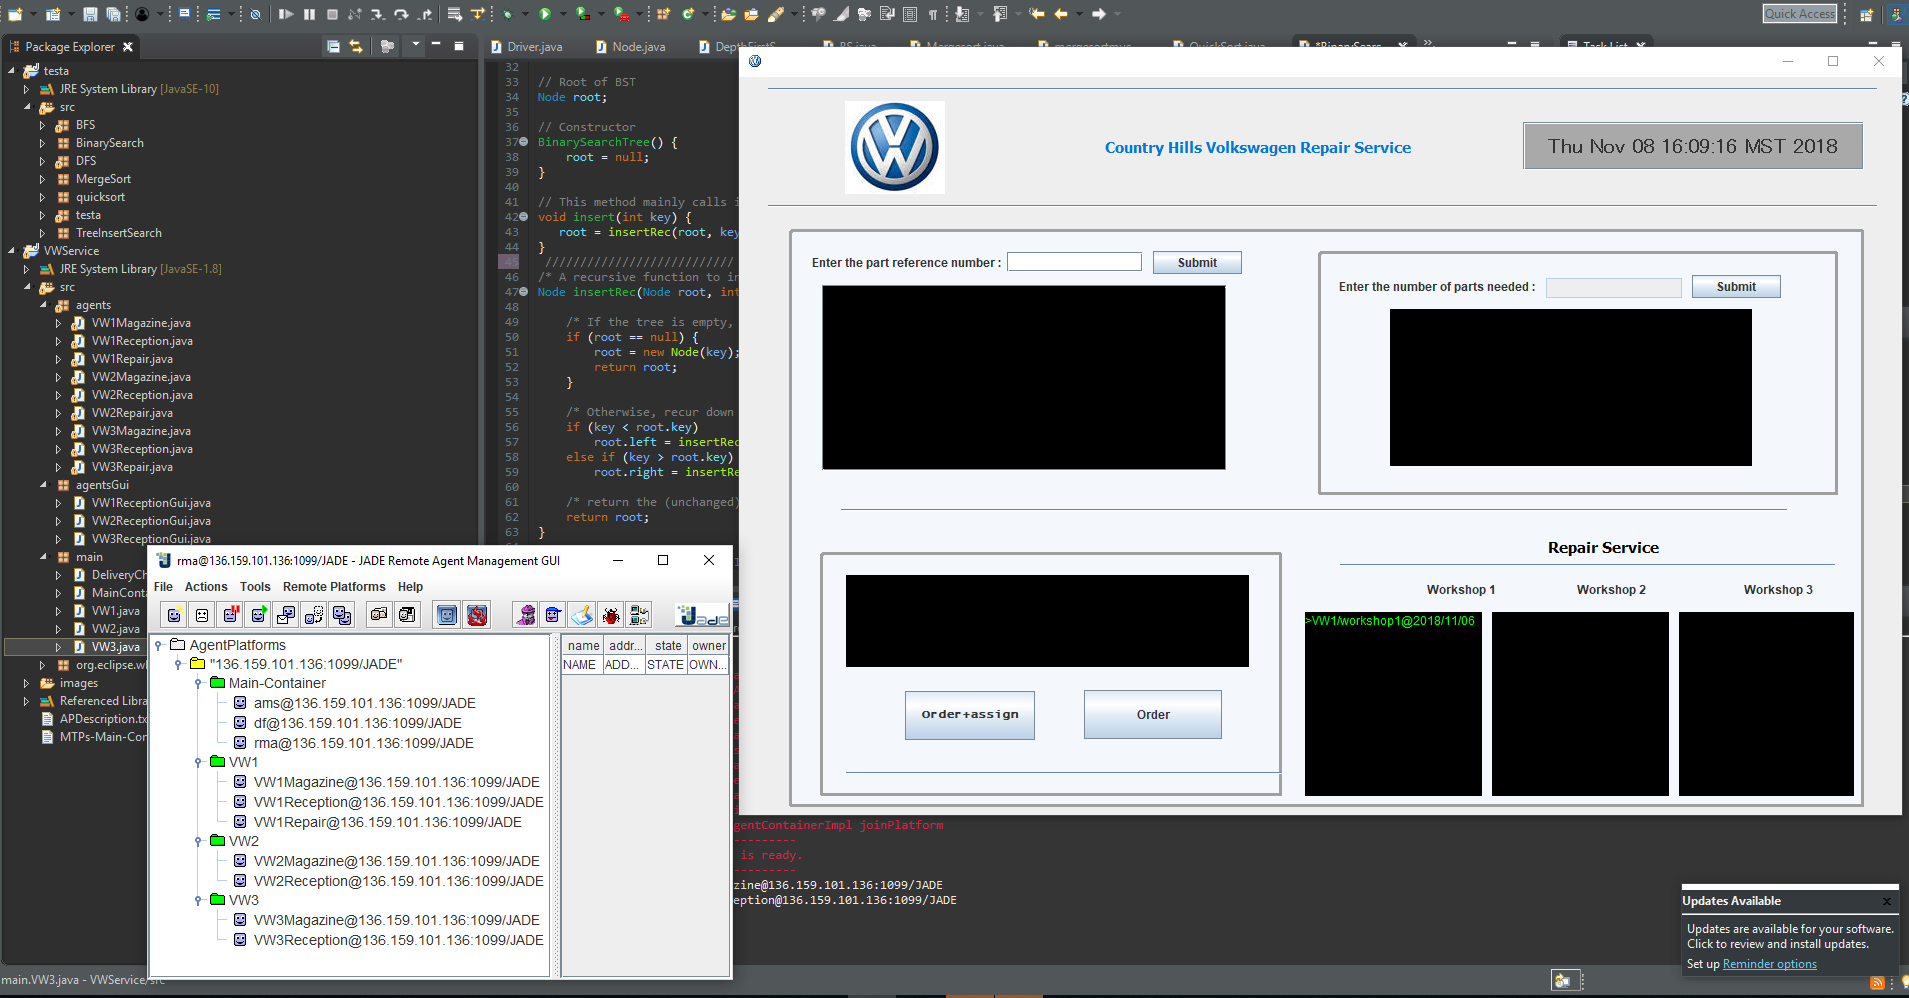 Quick Access
Package Explorer
testa
JRE System Library [JavaSE-10]
src
BFS
BinarySearch
DFS
MergeSort
quicksort
testa
TreeInsertSearch
VWService
JRE System Library [JavaSE-1.8]
src
agents
VW1Magazine.java
VW1Reception.java
VW1Repair.java
VW2Magazine.java
VW2Reception.java
VW2Repair.java
VW3Magazine.java
VW3Reception.java
VW3Repair.java
agentsGui
VW1ReceptionGui.java
VW2ReceptionGui.java
VW3ReceptionGui.java
main
DeliveryCh
MainConta
VW1.java
VW2.java
VW3.java
org.eclipse.wl
images
Referenced Libra
APDescription.tx
MTPs-Main-Con
main.VW3.java - VWService/src
Driver.java Node.java DepthFirstS
Task List
32
33 // Root of BST
34 Node root;
35
36 // Constructor
37 BinarySearchTree() {
38 root = null;
39 }
40
41 // This method mainly calls i
42 void insert(int key) {
43 root = insertRec(root, key
44 }
45 ///////////////////////////
46 /* A recursive function to in
47 Node insertRec(Node root, int
48
49 /* If the tree is empty,
50 if (root == null) {
51 root = new Node(key);
52 return root;
53 }
54
55 /* Otherwise, recur down
56 if (key < root.key)
57 root.left = insertRec
58 else if (key > root.key)
59 root.right = insertRe
60
61 /* return the (unchanged)
62 return root;
63 }
Country Hills Volkswagen Repair Service
Thu Nov 08 16:09:16 MST 2018
Enter the part reference number :
Submit
Enter the number of parts needed :
Submit
Order+assign
Order
Repair Service
Workshop 1 Workshop 2 Workshop 3
>VW1/workshop1@2018/11/06
rma@136.159.101.136:1099/JADE - JADE Remote Agent Management GUI
File Actions Tools Remote Platforms Help
Jade
AgentPlatforms
"136.159.101.136:1099/JADE"
Main-Container
ams@136.159.101.136:1099/JADE
df@136.159.101.136:1099/JADE
rma@136.159.101.136:1099/JADE
VW1
VW1Magazine@136.159.101.136:1099/JADE
VW1Reception@136.159.101.136:1099/JADE
VW1Repair@136.159.101.136:1099/JADE
VW2
VW2Magazine@136.159.101.136:1099/JADE
VW2Reception@136.159.101.136:1099/JADE
VW3
VW3Magazine@136.159.101.136:1099/JADE
VW3Reception@136.159.101.136:1099/JADE
name addr... state owner
NAME ADD... STATE OWN...
gentContainerImpl joinPlatform
---------
is ready.
---------
zine@136.159.101.136:1099/JADE
eption@136.159.101.136:1099/JADE
Updates Available
Updates are available for your software.
Click to review and install updates.
Set up Reminder options